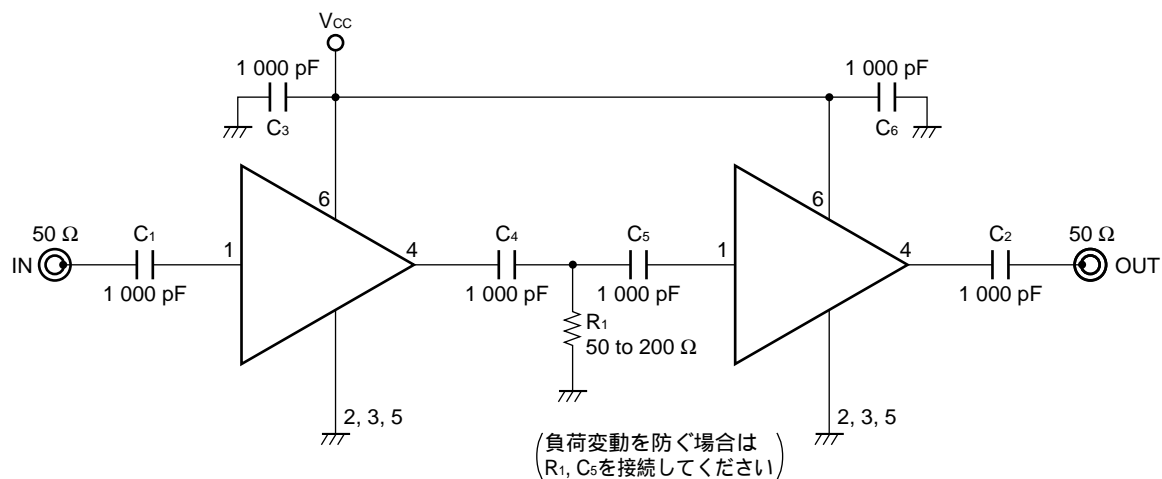 VCC
1 000 pF
C3
1 000 pF
C6
6
6
50 Ω
IN
C1
1 000 pF
1
4
C4
1 000 pF
C5
1 000 pF
1
4
C2
1 000 pF
50 Ω
OUT
R1
50 to 200 Ω
2, 3, 5
2, 3, 5
(負荷変動を防ぐ場合は
R1, C5を接続してください)